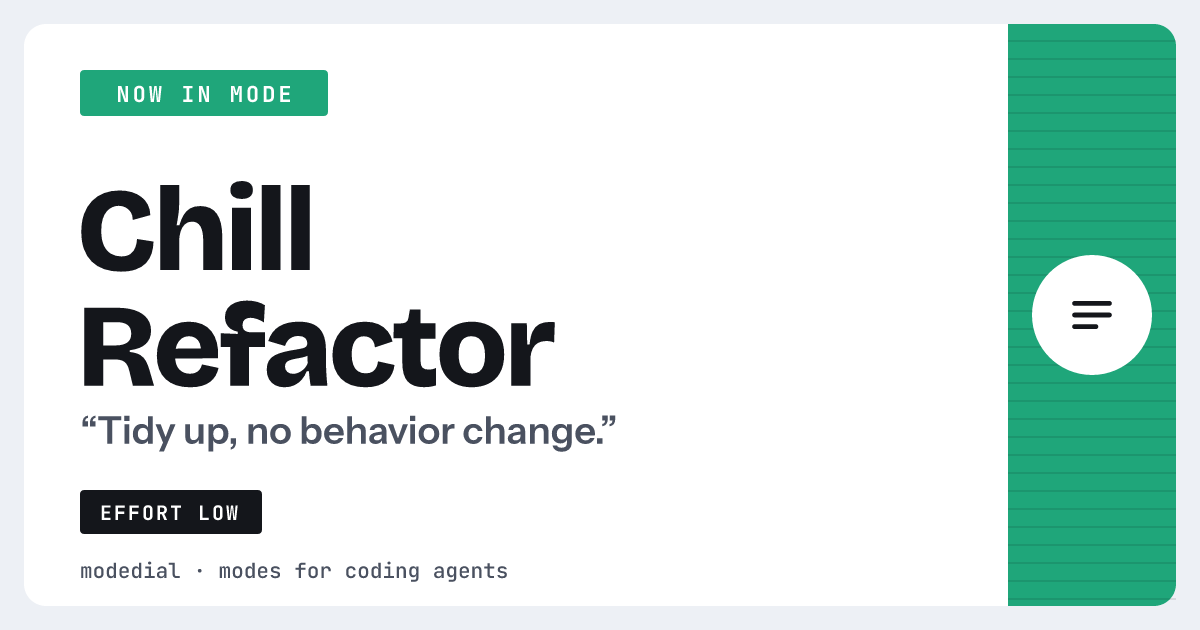 NOW IN MODE
Chill
Refactor
“Tidy up, no behavior change.”
EFFORT LOW
modedial · modes for coding agents